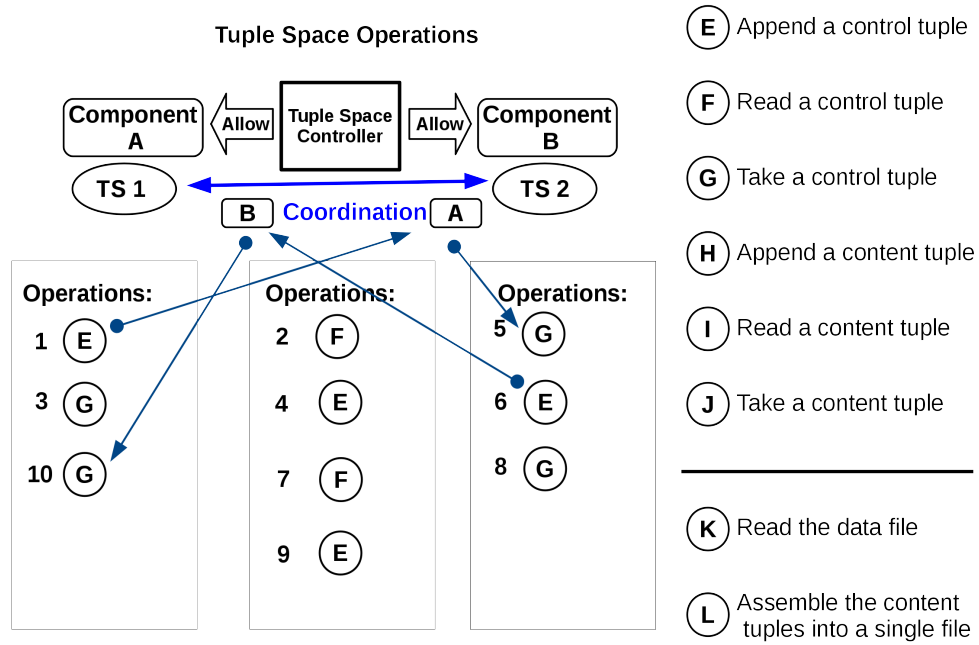 Tuple Space Operations
Component
A
Allow
Tuple Space
Controller
Allow
Component
B
TS 1
TS 2
B
Coordination
A
Operations:
1 E
3 G
10 G
Operations:
2 F
4 E
7 F
9 E
Operations:
5 G
6 E
8 G
E Append a control tuple
F Read a control tuple
G Take a control tuple
H Append a content tuple
I Read a content tuple
J Take a content tuple
K Read the data file
L Assemble the content
tuples into a single file